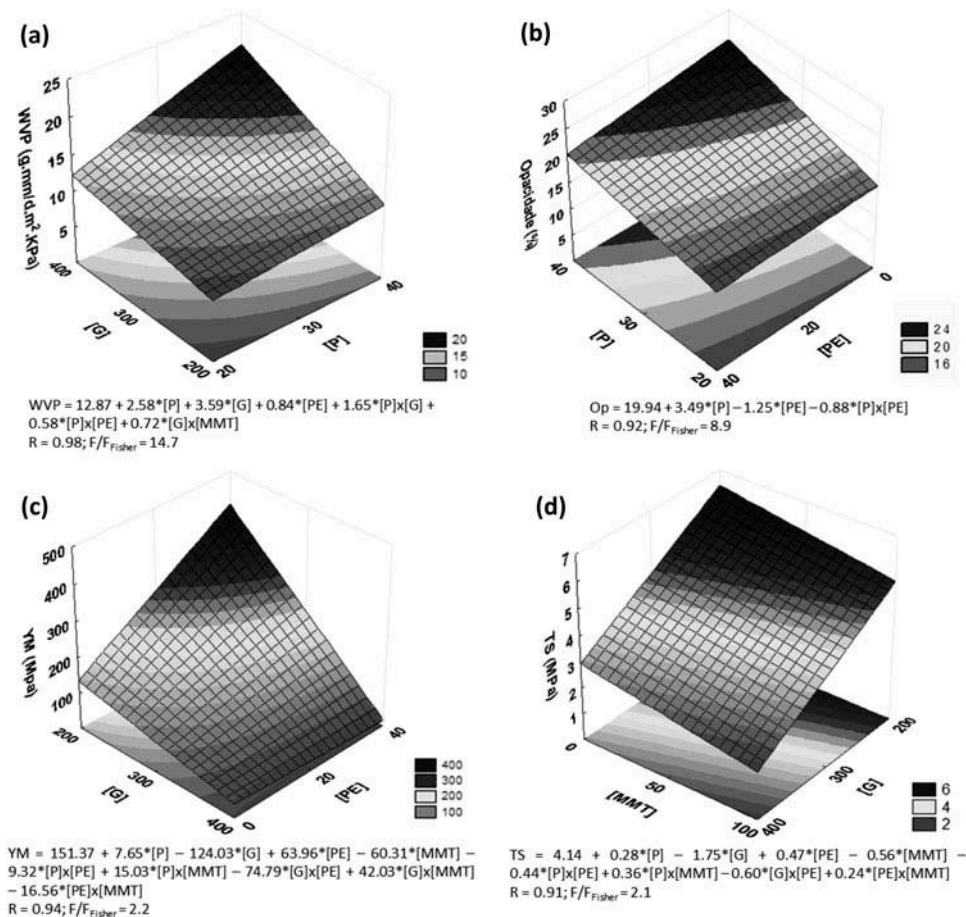 (a)
WVP (g.mm/d.m².KPa)
25
20
15
10
5
400
300
200
[G]
20
30
40
[P]
20
15
10
WVP = 12.87 + 2.58*[P] + 3.59*[G] + 0.84*[PE] + 1.65*[P]x[G] +
0.58*[P]x[PE] + 0.72*[G]x[MMT]
R = 0.98; F/F_Fisher = 14.7
(b)
Opacidade (%)
30
25
20
15
10
5
40
30
20
[P]
40
20
0
[PE]
24
20
16
Op = 19.94 + 3.49*[P] – 1.25*[PE] – 0.88*[P]x[PE]
R = 0.92; F/F_Fisher = 8.9
(c)
YM (Mpa)
500
400
300
200
100
200
300
400
[G]
0
20
40
[PE]
400
300
200
100
YM = 151.37 + 7.65*[P] – 124.03*[G] + 63.96*[PE] – 60.31*[MMT] –
9.32*[P]x[PE] + 15.03*[P]x[MMT] – 74.79*[G]x[PE] + 42.03*[G]x[MMT]
– 16.56*[PE]x[MMT]
R = 0.94; F/F_Fisher = 2.2
(d)
TS (MPa)
7
6
5
4
3
2
1
0
50
100
[MMT]
400
300
200
[G]
6
4
2
TS = 4.14 + 0.28*[P] – 1.75*[G] + 0.47*[PE] – 0.56*[MMT] –
0.44*[P]x[PE] + 0.36*[P]x[MMT] – 0.60*[G]x[PE] + 0.24*[PE]x[MMT]
R = 0.91; F/F_Fisher = 2.1